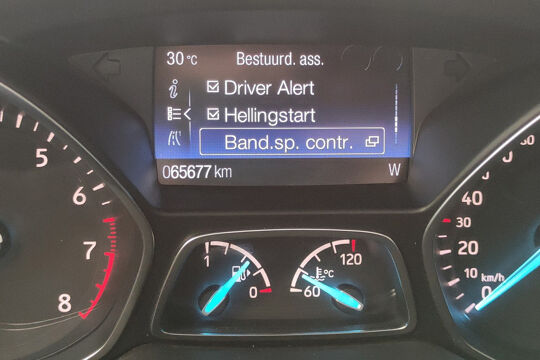 30 °C Bestuurd. ass.
Driver Alert
Hellingstart
Band.sp. contr.
065677 km W
5
6
7
8
1
0
120
°C
60
40
30
20
10
km/h
0